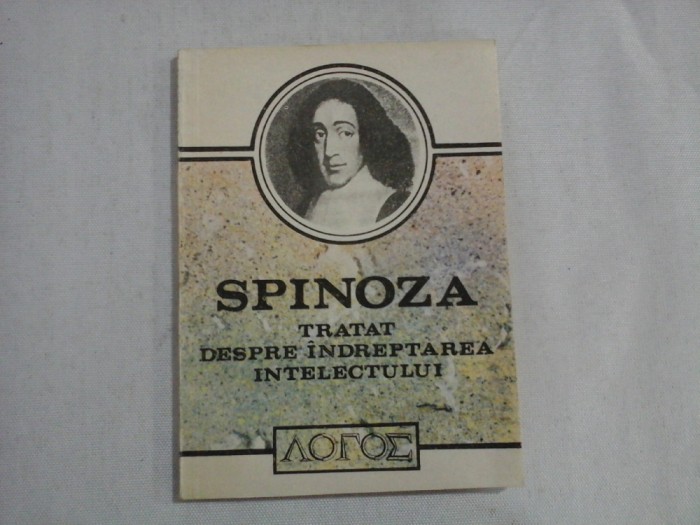 SPINOZA
TRATAT
DESPRE ÎNDREPTAREA
INTELECTULUI
ΛΟΓΟΣ